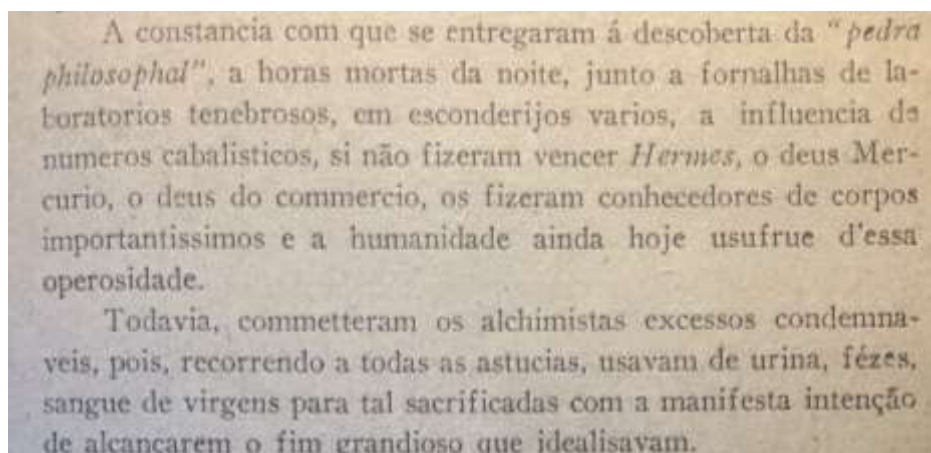 A constancia com que se entregaram á descoberta da "pedra
philosophal", a horas mortas da noite, junto a fornalhas de la-
boratorios tenebrosos, em esconderijos varios, a influencia de
numeros cabalisticos, si não fizeram vencer Hermes, o deus Mer-
curio, o deus do commercio, os fizeram conhecedores de corpos
importantissimos e a humanidade ainda hoje usufrue d'essa
operosidade.
Todavia, commetteram os alchimistas excessos condemna-
veis, pois, recorrendo a todas as astucias, usavam de urina, fézes,
sangue de virgens para tal sacrificadas com a manifesta intenção
de alcançarem o fim grandioso que idealisavam.